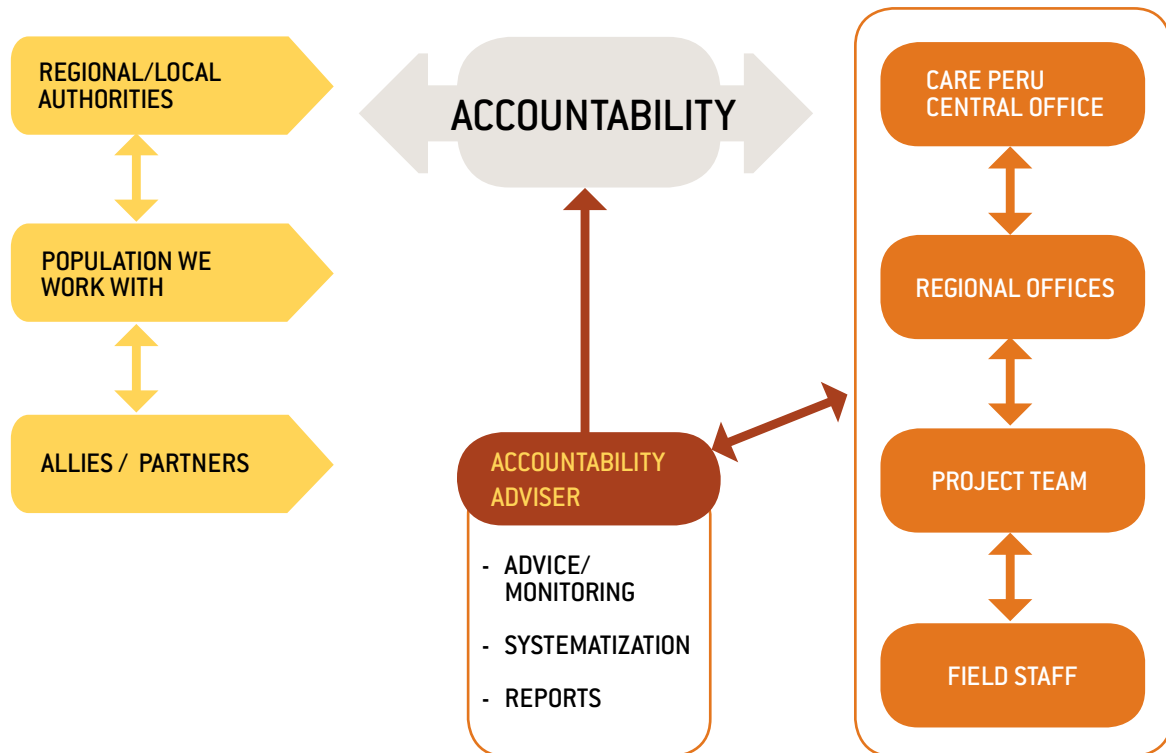 REGIONAL/LOCAL
AUTHORITIES
POPULATION WE
WORK WITH
ALLIES / PARTNERS
ACCOUNTABILITY
ACCOUNTABILITY
ADVISER
- ADVICE/
MONITORING
- SYSTEMATIZATION
- REPORTS
CARE PERU
CENTRAL OFFICE
REGIONAL OFFICES
PROJECT TEAM
FIELD STAFF